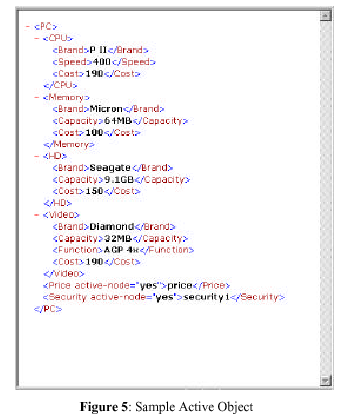 - <PC>
- <CPU>
<Brand>P II</Brand>
<Speed>400</Speed>
<Cost>190</Cost>
</CPU>
- <Memory>
<Brand>Micron</Brand>
<Capacity>64MB</Capacity>
<Cost>100</Cost>
</Memory>
- <HD>
<Brand>Seagate</Brand>
<Capacity>9.1GB</Capacity>
<Cost>150</Cost>
</HD>
- <Video>
<Brand>Diamond</Brand>
<Capacity>32MB</Capacity>
<Function>AGP 4x</Function>
<Cost>190</Cost>
</Video>
<Price active-node="yes">price</Price>
<Security active-node="yes">security1</Security>
</PC>
Figure 5: Sample Active Object